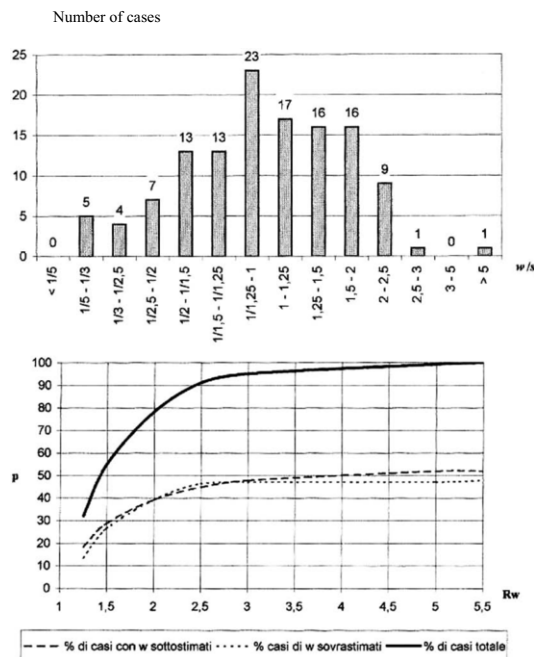 Number of cases
25
20
15
10
5
0
0
5
4
7
13
13
23
17
16
16
9
1
0
1
< 1/5
1/5 - 1/3
1/3 - 1/2,5
1/2,5 - 1/2
1/2 - 1/1,5
1/1,5 - 1/1,25
1/1,25 - 1
1 - 1,25
1,25 - 1,5
1,5 - 2
2 - 2,5
2,5 - 3
3 - 5
> 5
w/s
100
90
80
70
60
50
40
30
20
10
0
p
1
1,5
2
2,5
3
3,5
4
4,5
5
5,5
Rw
% di casi con w sottostimati
% casi di w sovrastimati
% di casi totale